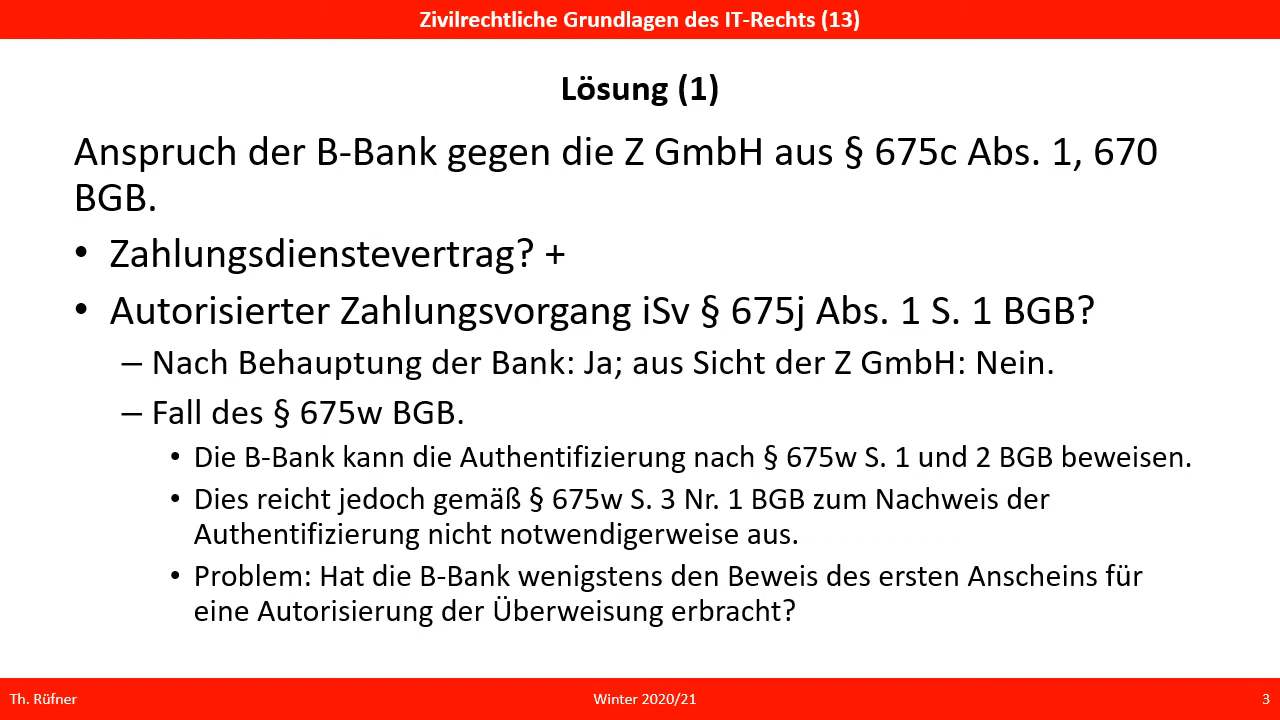 Zivilrechtliche Grundlagen des IT-Rechts (13)
Lösung (1)
Anspruch der B-Bank gegen die Z GmbH aus § 675c Abs. 1, 670
BGB.
• Zahlungsdienstevertrag? +
• Autorisierter Zahlungsvorgang iSv § 675j Abs. 1 S. 1 BGB?
– Nach Behauptung der Bank: Ja; aus Sicht der Z GmbH: Nein.
– Fall des § 675w BGB.
• Die B-Bank kann die Authentifizierung nach § 675w S. 1 und 2 BGB beweisen.
• Dies reicht jedoch gemäß § 675w S. 3 Nr. 1 BGB zum Nachweis der
Authentifizierung nicht notwendigerweise aus.
• Problem: Hat die B-Bank wenigstens den Beweis des ersten Anscheins für
eine Autorisierung der Überweisung erbracht?
Th. Rüfner
Winter 2020/21
3